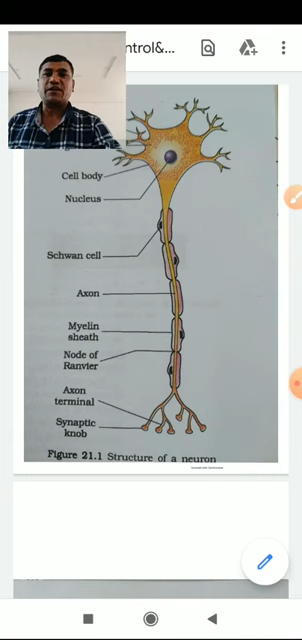 ntrol&...
Cell body
Nucleus
Schwan cell
Axon
Myelin
sheath
Node of
Ranvier
Axon
terminal
Synaptic
knob
Figure 21.1 Structure of a neuron